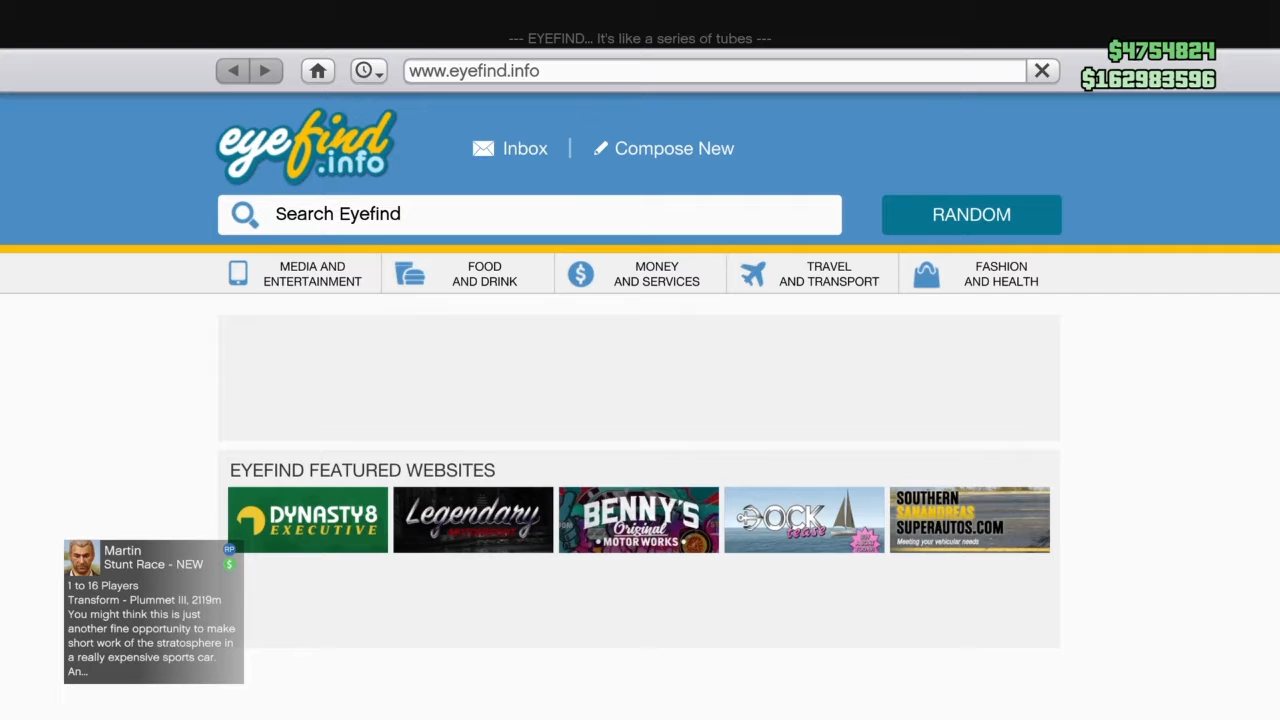 --- EYEFIND... It's like a series of tubes ---
$4754824
www.eyefind.info
$162983596
eyefind
.info
Inbox
Compose New
Search Eyefind
RANDOM
MEDIA AND
ENTERTAINMENT
FOOD
AND DRINK
MONEY
AND SERVICES
TRAVEL
AND TRANSPORT
FASHION
AND HEALTH
EYEFIND FEATURED WEBSITES
DYNASTY8
EXECUTIVE
Legendary
BENNY'S
Original
MOTORWORKS
DOCK
tease
SOUTHERN
SANANDREAS
SUPERAUTOS.COM
Meeting your vehicular needs
Martin
RP
Stunt Race - NEW
$
1 to 16 Players
Transform - Plummet III, 2119m
You might think this is just
another fine opportunity to make
short work of the stratosphere in
a really expensive sports car.
An...